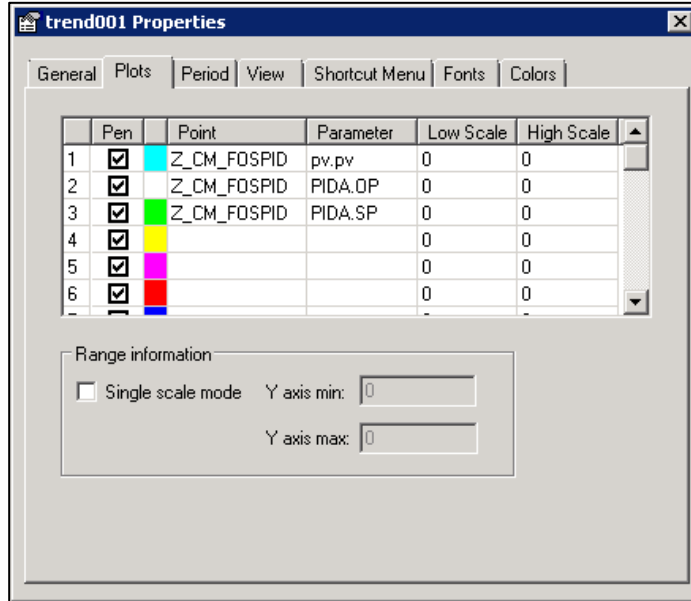 trend001 Properties
General Plots Period View Shortcut Menu Fonts Colors
Pen Point Parameter Low Scale High Scale
1 Z_CM_FOSPID pv.pv 0 0
2 Z_CM_FOSPID PIDA.OP 0 0
3 Z_CM_FOSPID PIDA.SP 0 0
4 0 0
5 0 0
6 0 0
Range information
Single scale mode Y axis min: 0
Y axis max: 0